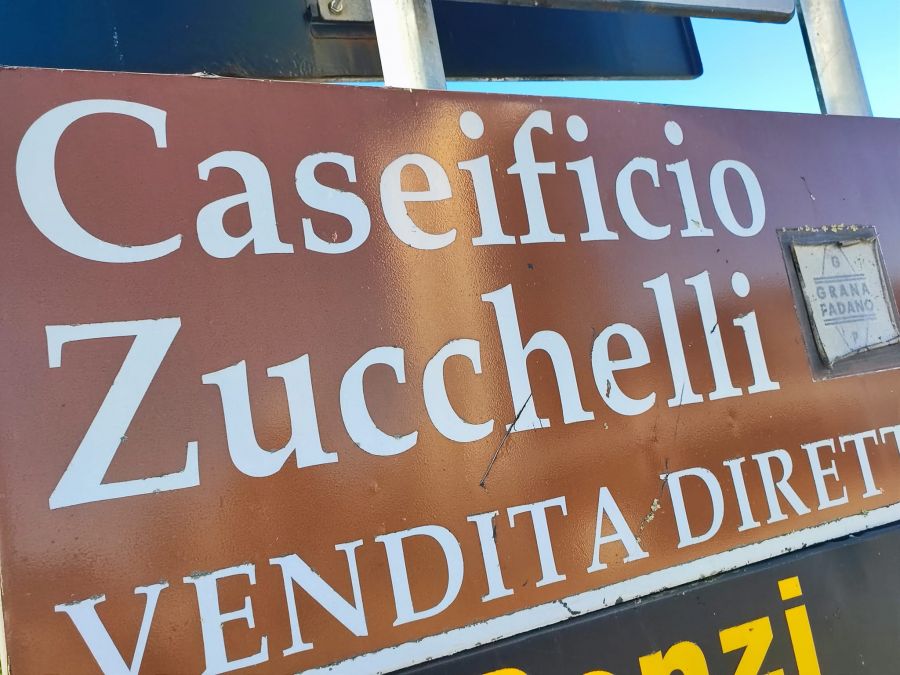 Caseificio
Zucchelli
G
GRANA
PADANO
P
VENDITA DIRETT